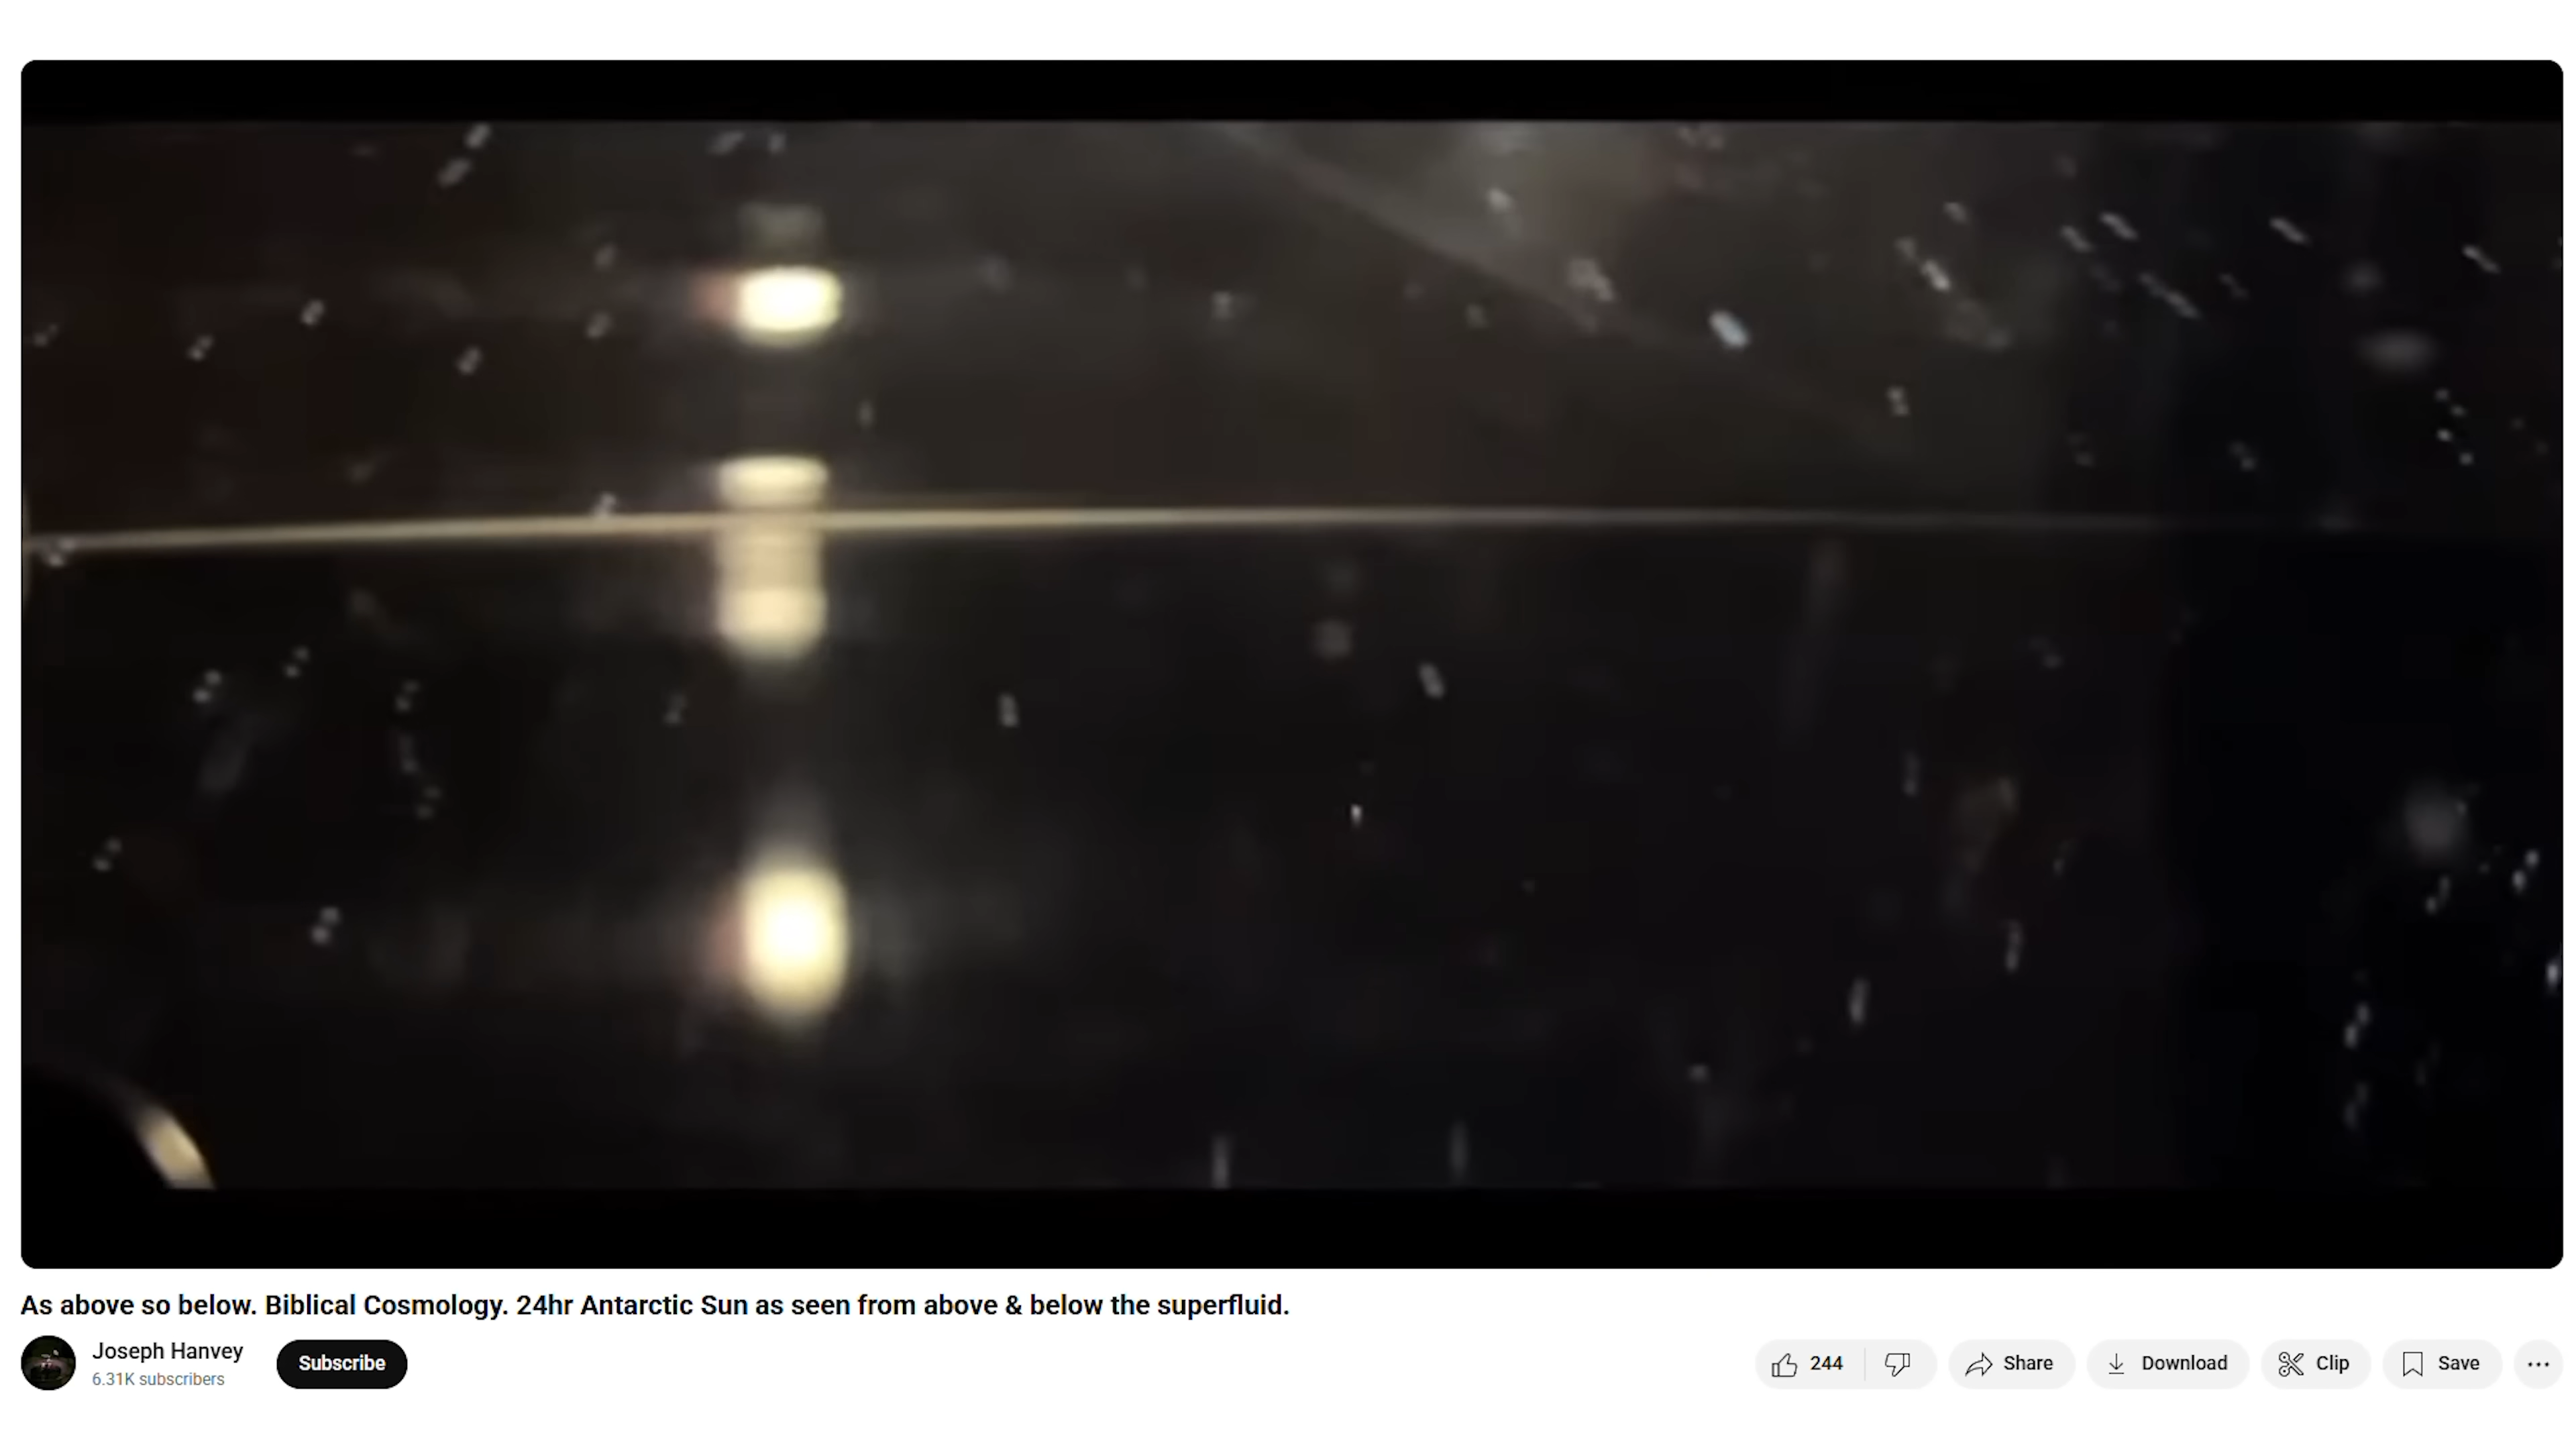 As above so below. Biblical Cosmology. 24hr Antarctic Sun as seen from above & below the superfluid.
Joseph Hanvey
6.31K subscribers
Subscribe
244
Share
Download
Clip
Save